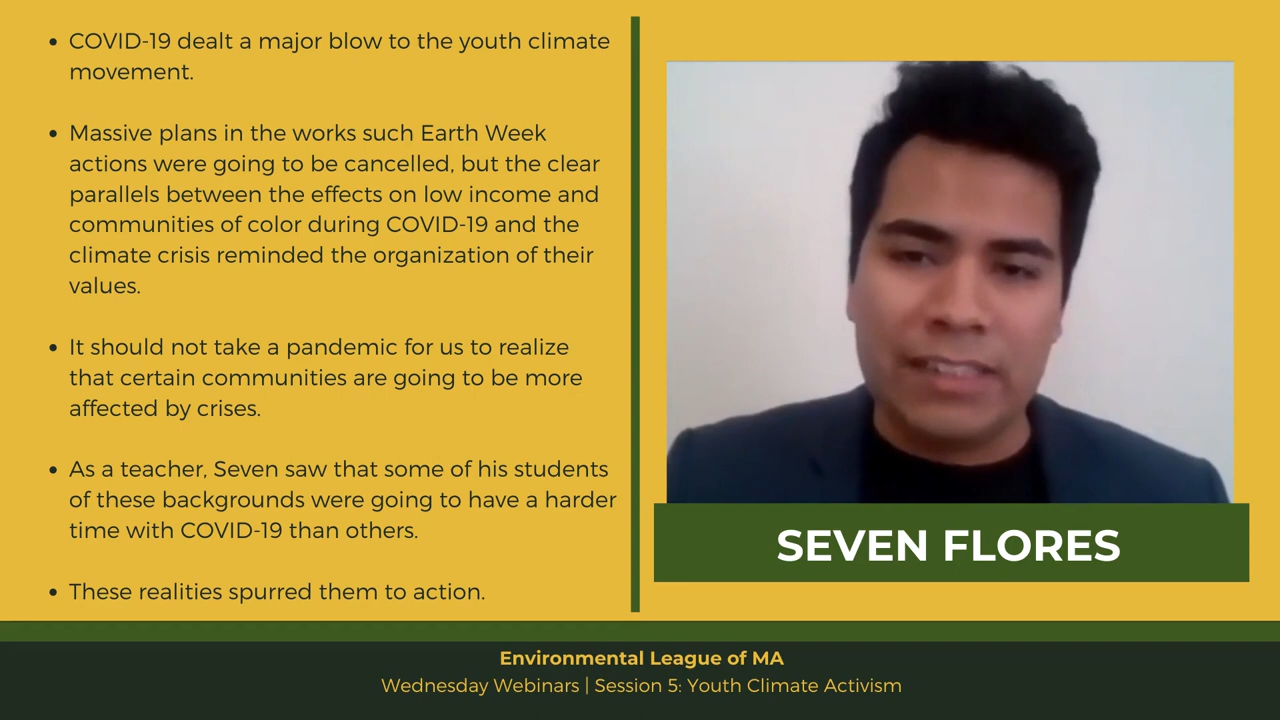 • COVID-19 dealt a major blow to the youth climate
movement.
• Massive plans in the works such Earth Week
actions were going to be cancelled, but the clear
parallels between the effects on low income and
communities of color during COVID-19 and the
climate crisis reminded the organization of their
values.
• It should not take a pandemic for us to realize
that certain communities are going to be more
affected by crises.
• As a teacher, Seven saw that some of his students
of these backgrounds were going to have a harder
time with COVID-19 than others.
• These realities spurred them to action.
SEVEN FLORES
Environmental League of MA
Wednesday Webinars | Session 5: Youth Climate Activism